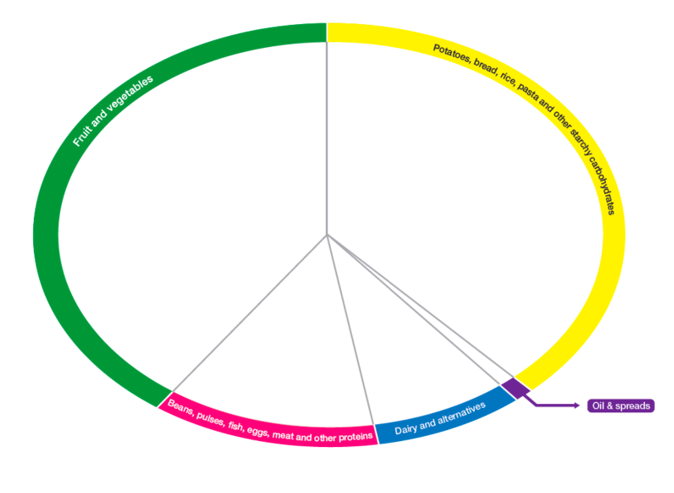 Fruit and vegetables
Potatoes, bread, rice, pasta and other starchy carbohydrates
Beans, pulses, fish, eggs, meat and other proteins
Dairy and alternatives
Oil & spreads